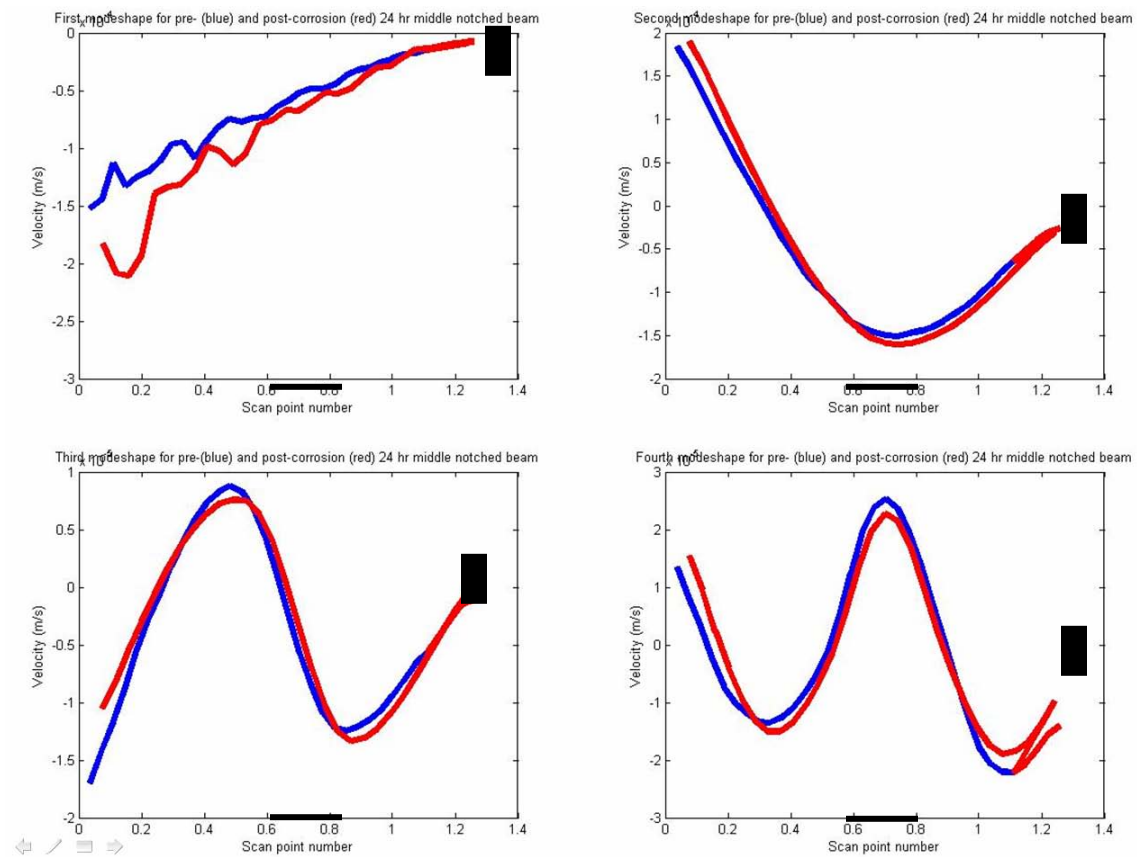 First modeshape for pre- (blue) and post-corrosion (red) 24 hr middle notched beam
x 10
0
-0.5
-1
-1.5
-2
-2.5
-3
Velocity (m/s)
0 0.2 0.4 0.6 0.8 1 1.2 1.4
Scan point number
Second modeshape for pre-(blue) and post-corrosion (red) 24 hr middle notched beam
x 10
2
1.5
1
0.5
0
-0.5
-1
-1.5
-2
Velocity (m/s)
0 0.2 0.4 0.6 0.8 1 1.2 1.4
Scan point number
Third modeshape for pre-(blue) and post-corrosion (red) 24 hr middle notched beam
x 10
1
0.5
0
-0.5
-1
-1.5
-2
Velocity (m/s)
0 0.2 0.4 0.6 0.8 1 1.2 1.4
Scan point number
Fourth modeshape for pre- (blue) and post-corrosion (red) 24 hr middle notched beam
x 10
3
2
1
0
-1
-2
-3
Velocity (m/s)
0 0.2 0.4 0.6 0.8 1 1.2 1.4
Scan point number